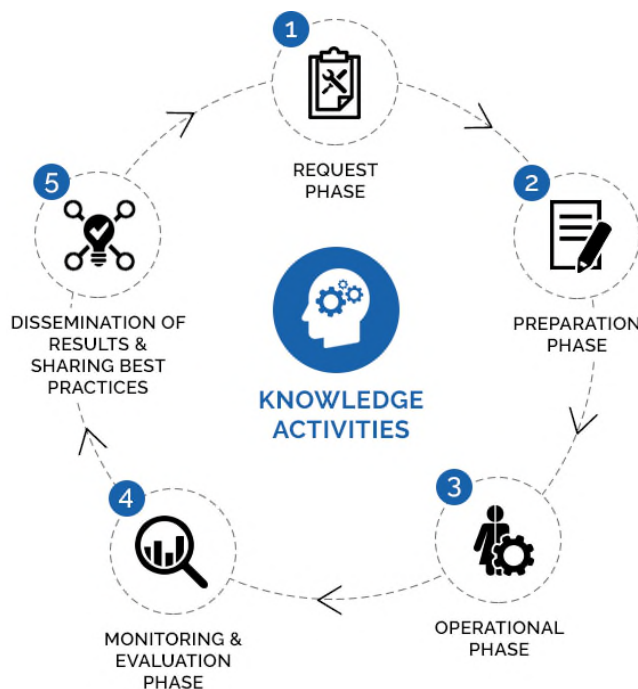 1
REQUEST
PHASE
2
PREPARATION
PHASE
3
OPERATIONAL
PHASE
4
MONITORING &
EVALUATION
PHASE
5
DISSEMINATION OF
RESULTS &
SHARING BEST
PRACTICES
KNOWLEDGE
ACTIVITIES